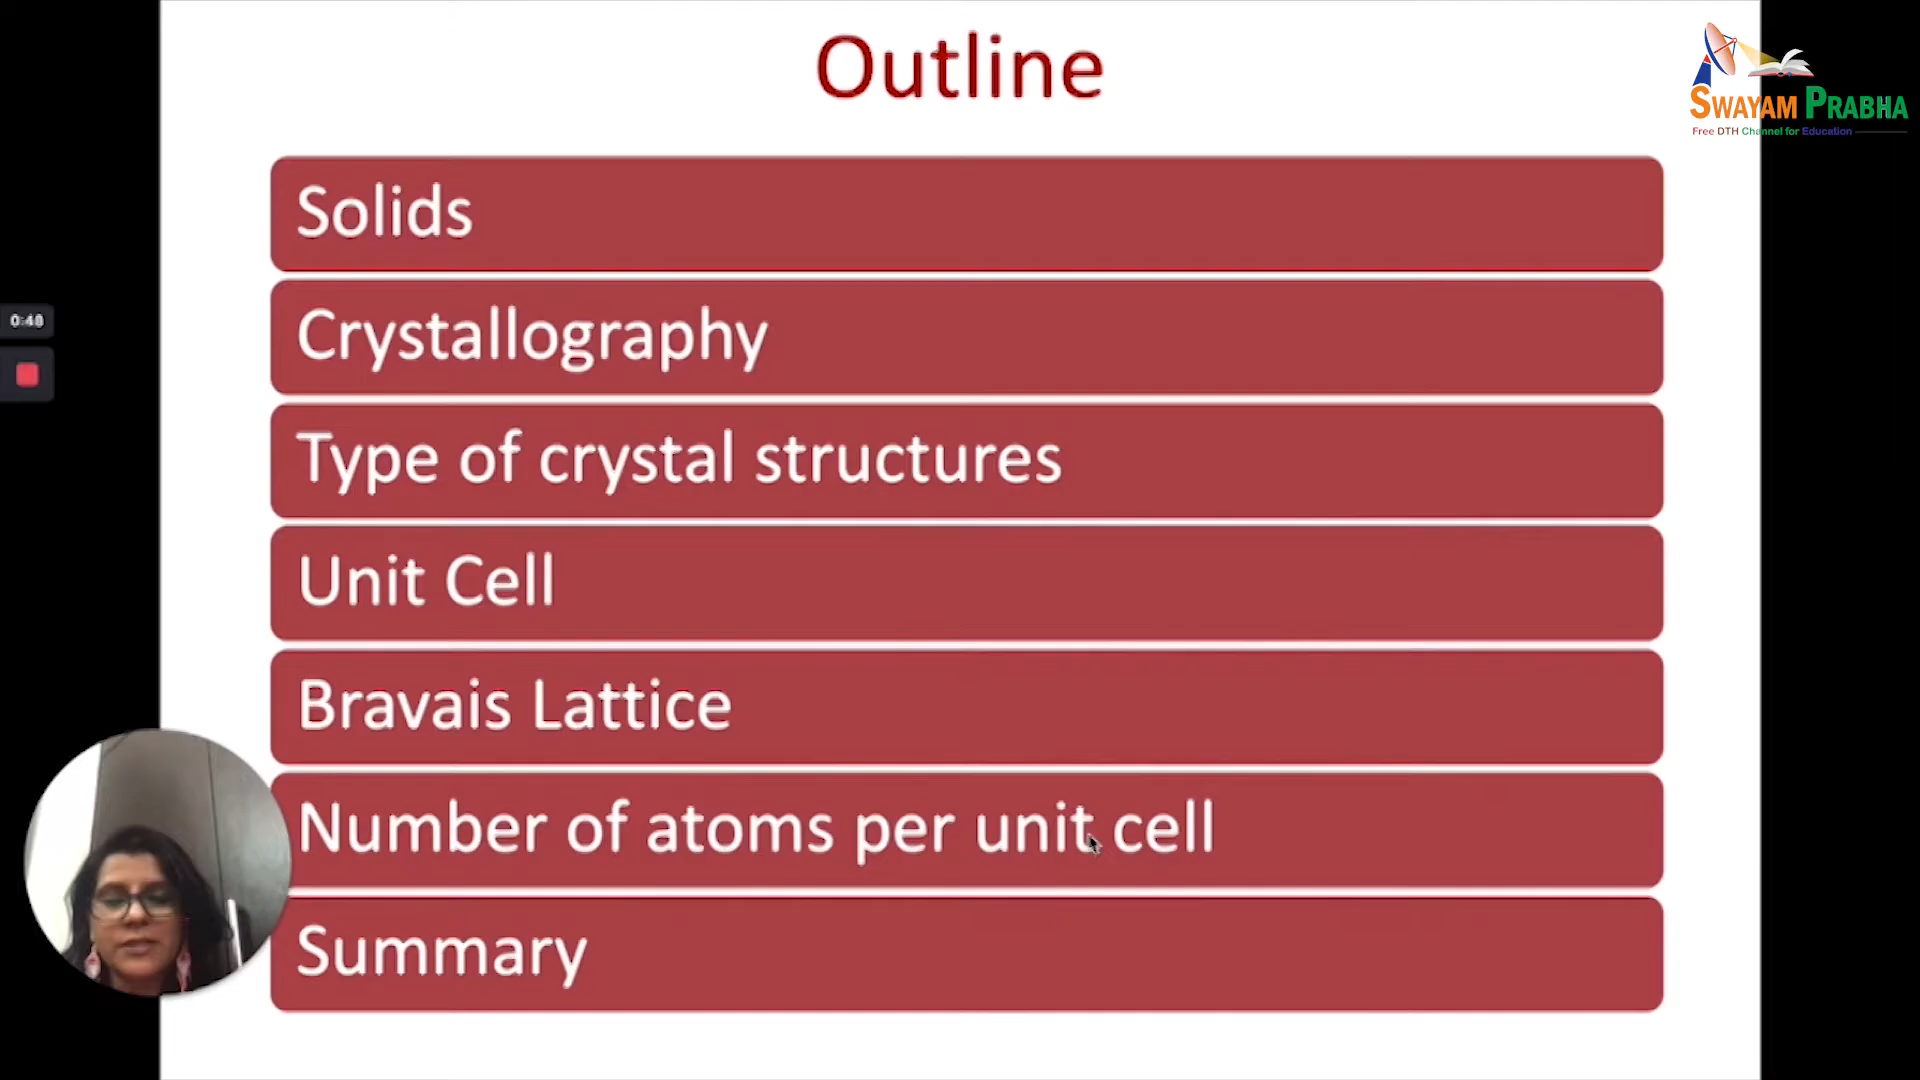 Outline
SWAYAM PRABHA
Free DTH Channel for Education
Solids
0:48
Crystallography
Type of crystal structures
Unit Cell
Bravais Lattice
Number of atoms per unit cell
Summary